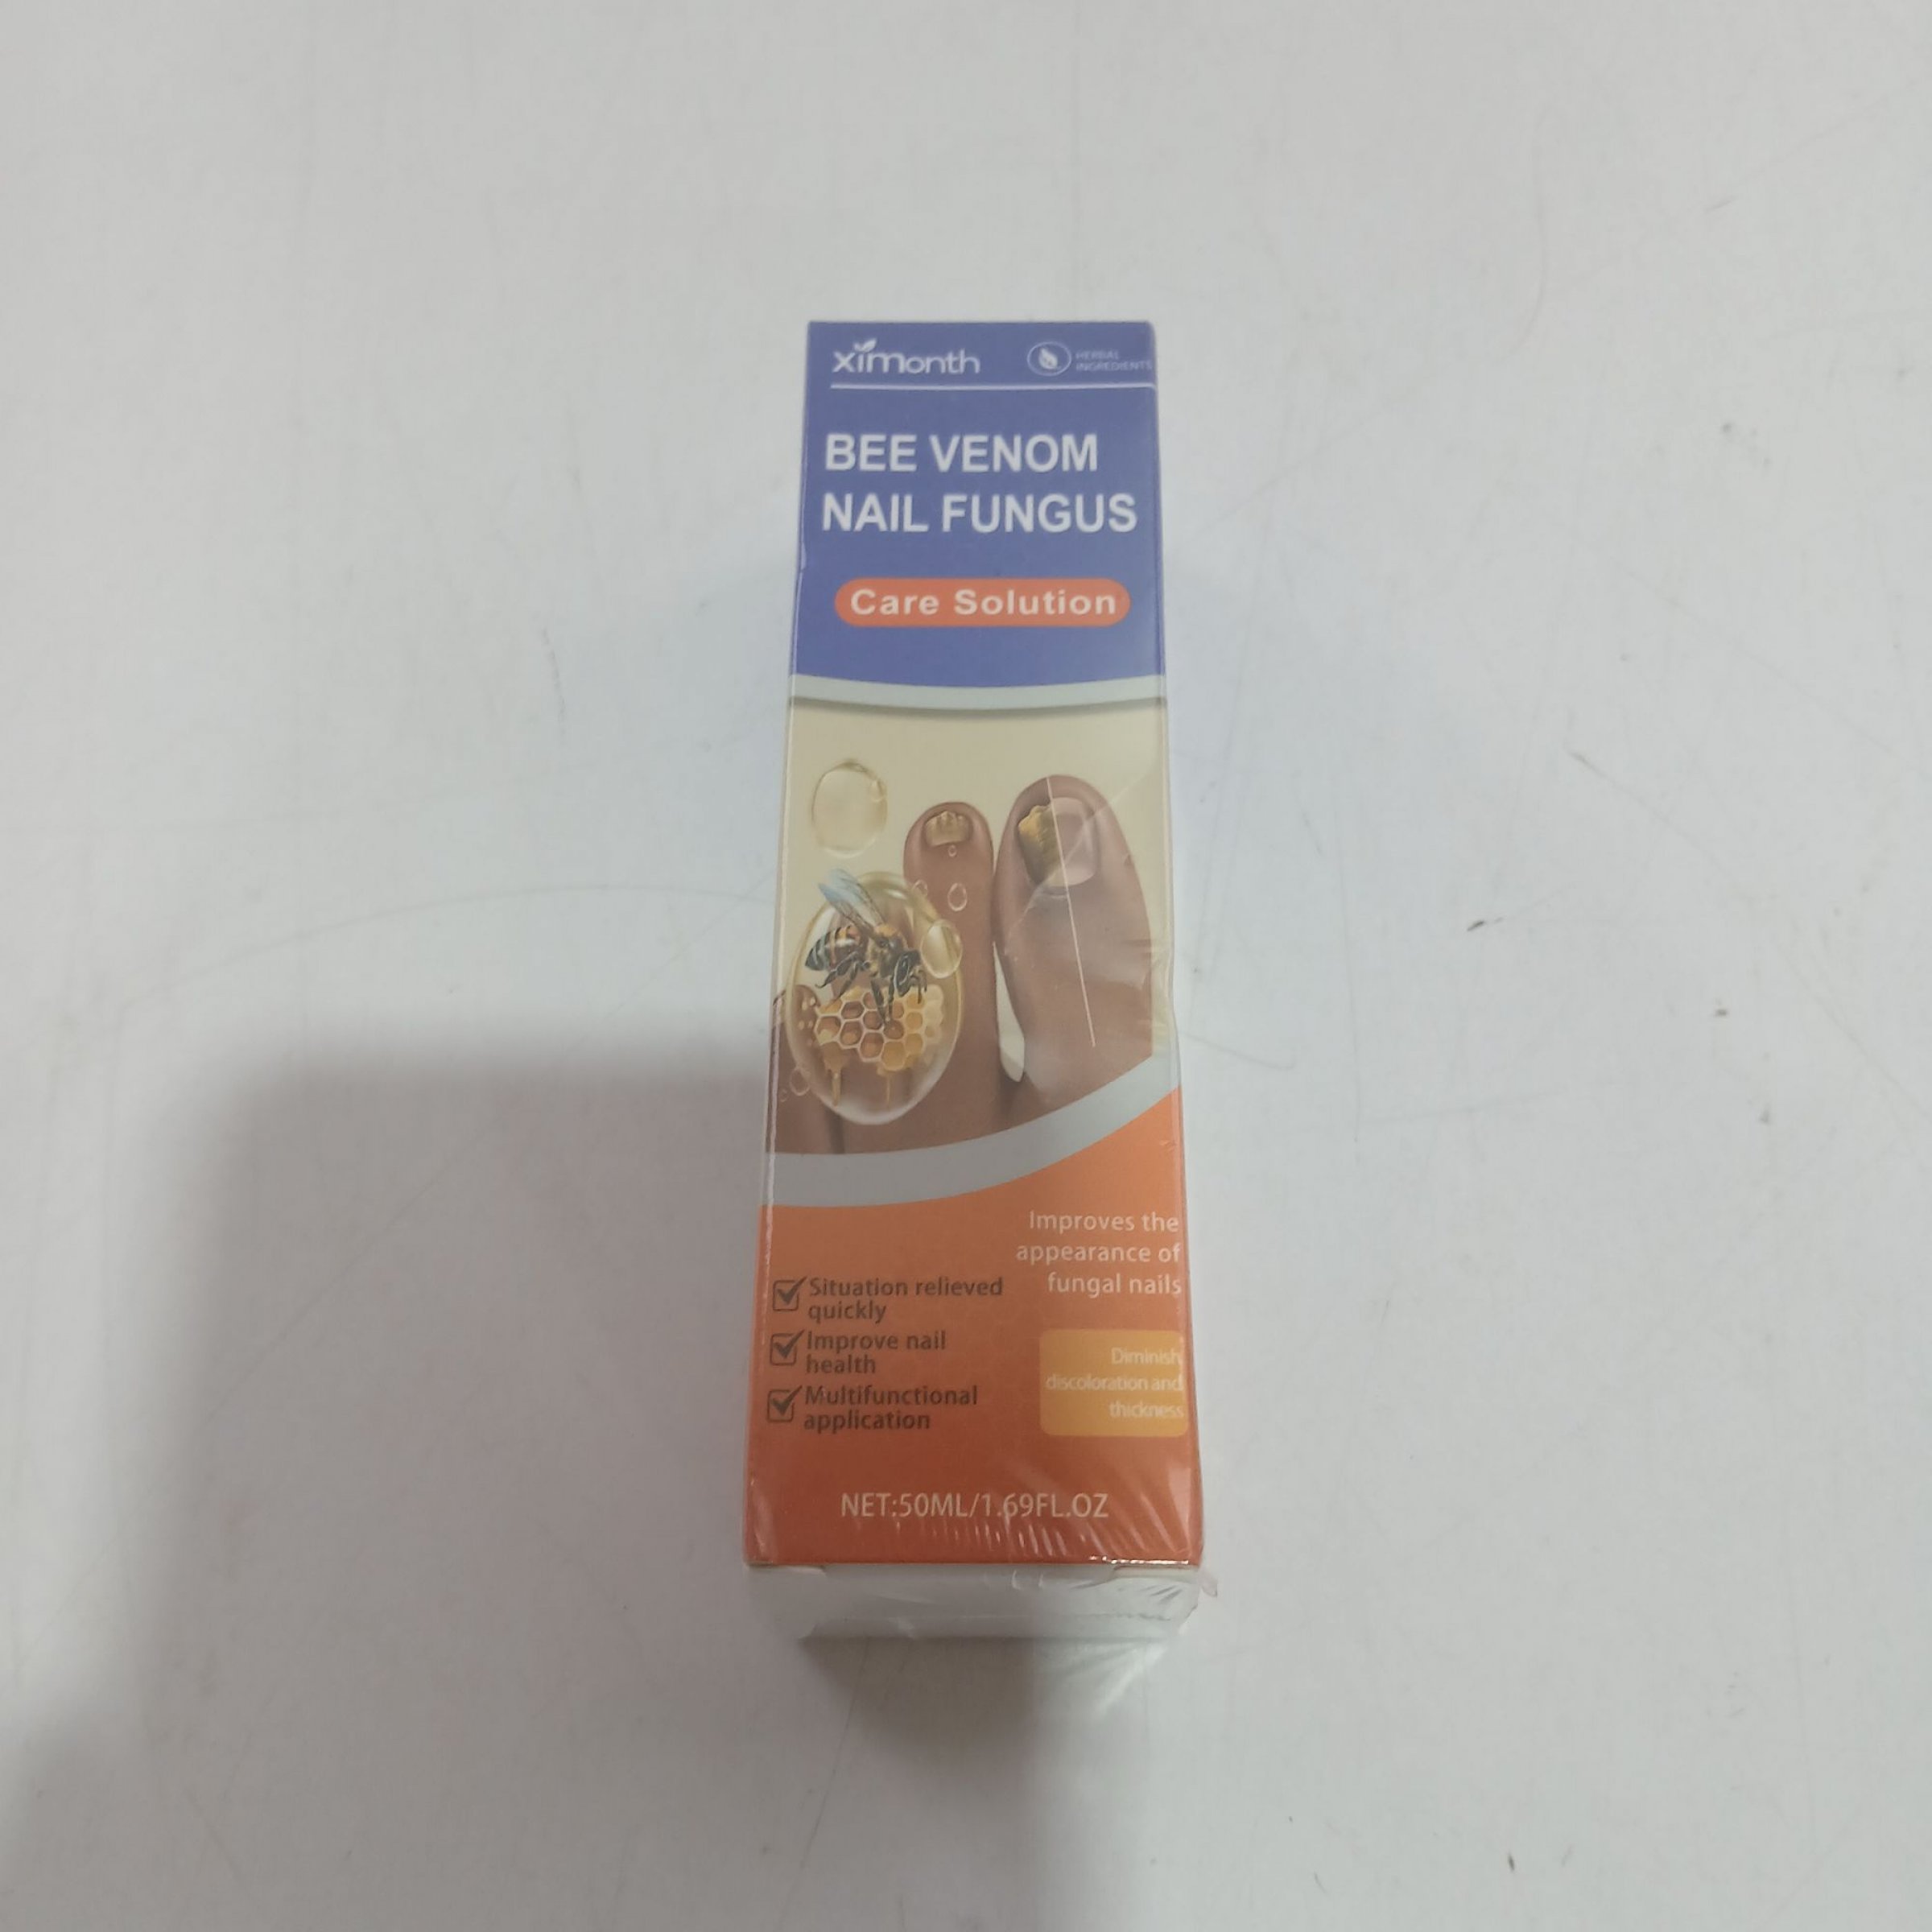 ximonth
HERBAL
INGREDIENTS
BEE VENOM
NAIL FUNGUS
Care Solution
Improves the
appearance of
fungal nails
Situation relieved
quickly
Improve nail
health
Multifunctional
application
Diminish
discoloration and
thickness
NET:50ML/1.69FL.OZ